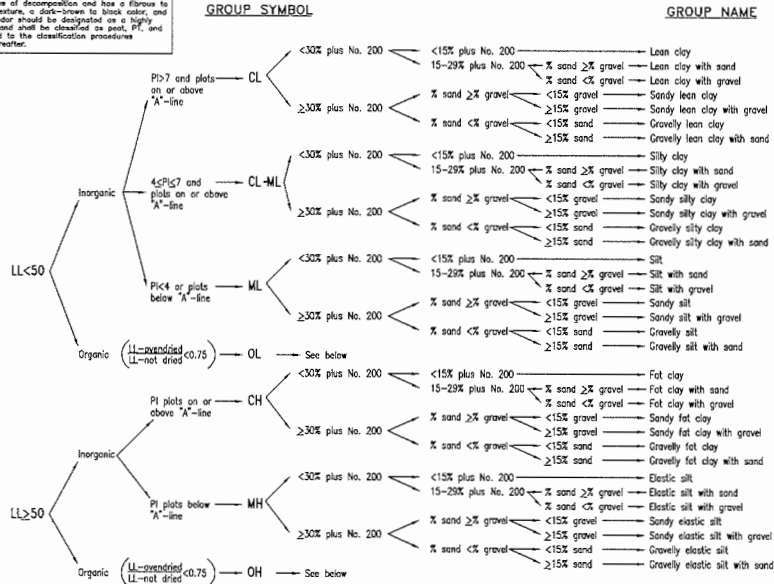 of decomposition and has a fibrous to
texture, a dark-brown to black color, and
odor should be designated as a highly
and shall be classified as peat, PT, and
to the classification procedures
GROUP SYMBOL
GROUP NAME
LL<50
Inorganic
PI>7 and plots
on or above
"A"-line
CL
<30% plus No. 200
<15% plus No. 200
Lean clay
15-29% plus No. 200
% sand ≥% gravel
Lean clay with sand
% sand <% gravel
Lean clay with gravel
≥30% plus No. 200
% sand ≥% gravel
<15% gravel
Sandy lean clay
≥15% gravel
Sandy lean clay with gravel
% sand <% gravel
<15% sand
Gravelly lean clay
≥15% sand
Gravelly lean clay with sand
4≤PI≤7 and
plots on or above
"A"-line
CL-ML
<30% plus No. 200
<15% plus No. 200
Silty clay
15-29% plus No. 200
% sand ≥% gravel
Silty clay with sand
% sand <% gravel
Silty clay with gravel
≥30% plus No. 200
% sand ≥% gravel
<15% gravel
Sandy silty clay
≥15% gravel
Sandy silty clay with gravel
% sand <% gravel
<15% sand
Gravelly silty clay
≥15% sand
Gravelly silty clay with sand
PI<4 or plots
below "A"-line
ML
<30% plus No. 200
<15% plus No. 200
Silt
15-29% plus No. 200
% sand ≥% gravel
Silt with sand
% sand <% gravel
Silt with gravel
≥30% plus No. 200
% sand ≥% gravel
<15% gravel
Sandy silt
≥15% gravel
Sandy silt with gravel
% sand <% gravel
<15% sand
Gravelly silt
≥15% sand
Gravelly silt with sand
Organic
(LL-ovendried
LL-not dried <0.75)
OL
See below
LL≥50
Inorganic
PI plots on or
above "A"-line
CH
<30% plus No. 200
<15% plus No. 200
Fat clay
15-29% plus No. 200
% sand ≥% gravel
Fat clay with sand
% sand <% gravel
Fat clay with gravel
≥30% plus No. 200
% sand ≥% gravel
<15% gravel
Sandy fat clay
≥15% gravel
Sandy fat clay with gravel
% sand <% gravel
<15% sand
Gravelly fat clay
≥15% sand
Gravelly fat clay with sand
PI plots below
"A"-line
MH
<30% plus No. 200
<15% plus No. 200
Elastic silt
15-29% plus No. 200
% sand ≥% gravel
Elastic silt with sand
% sand <% gravel
Elastic silt with gravel
≥30% plus No. 200
% sand ≥% gravel
<15% gravel
Sandy elastic silt
≥15% gravel
Sandy elastic silt with gravel
% sand <% gravel
<15% sand
Gravelly elastic silt
≥15% sand
Gravelly elastic silt with sand
Organic
(LL-ovendried
LL-not dried <0.75)
OH
See below